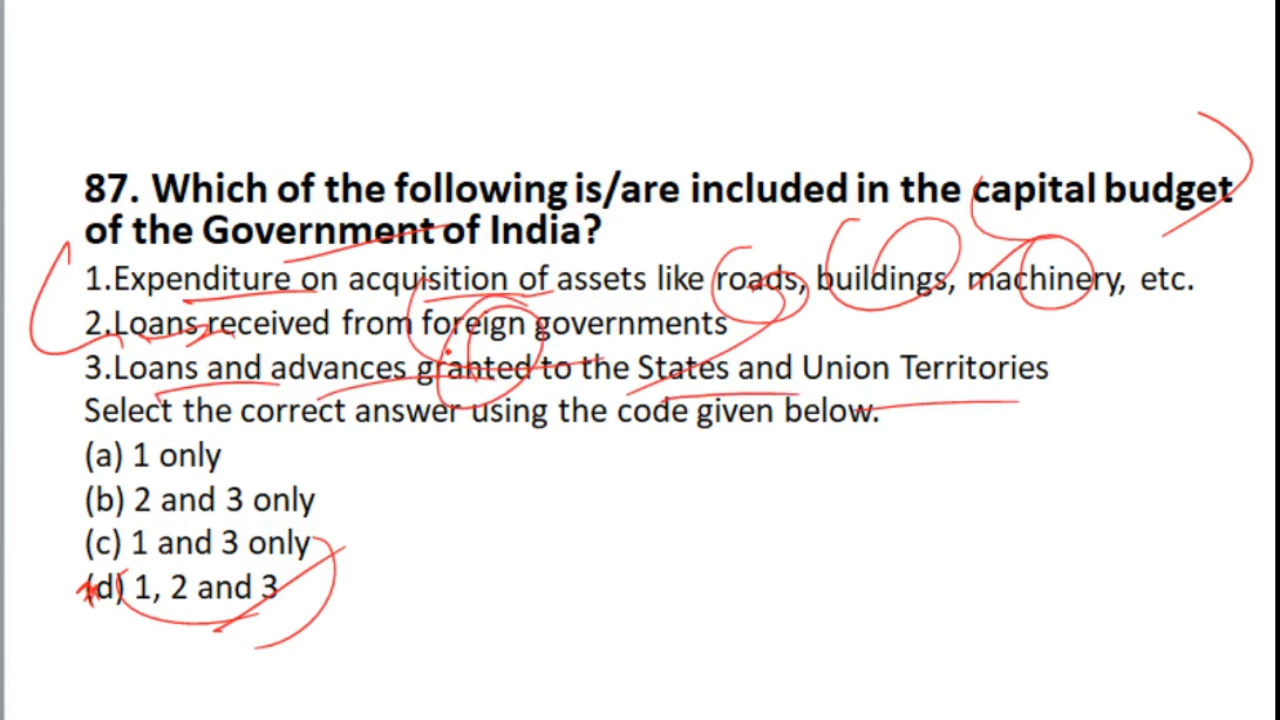 87. Which of the following is/are included in the capital budget
of the Government of India?
1.Expenditure on acquisition of assets like roads, buildings, machinery, etc.
2.Loans received from foreign governments
3.Loans and advances granted to the States and Union Territories
Select the correct answer using the code given below.
(a) 1 only
(b) 2 and 3 only
(c) 1 and 3 only
(d) 1, 2 and 3